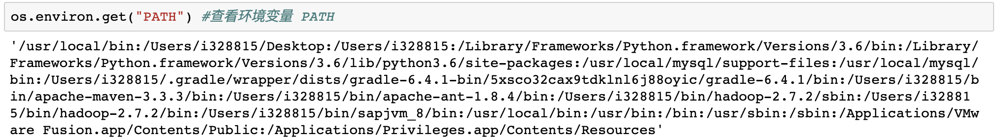 os.environ.get("PATH") #查看环境变量 PATH
'/usr/local/bin:/Users/i328815/Desktop:/Users/i328815:/Library/Frameworks/Python.framework/Versions/3.6/bin:/Library/
Frameworks/Python.framework/Versions/3.6/lib/python3.6/site-packages:/usr/local/mysql/support-files:/usr/local/mysql/
bin:/Users/i328815/.gradle/wrapper/dists/gradle-6.4.1-bin/5xsco32cax9tdklnl6j88oyic/gradle-6.4.1/bin:/Users/i328815/b
in/apache-maven-3.3.3/bin:/Users/i328815/bin/apache-ant-1.8.4/bin:/Users/i328815/bin/hadoop-2.7.2/sbin:/Users/i32881
5/bin/hadoop-2.7.2/bin:/Users/i328815/bin/sapjvm_8/bin:/usr/local/bin:/usr/bin:/bin:/usr/sbin:/sbin:/Applications/VMw
are Fusion.app/Contents/Public:/Applications/Privileges.app/Contents/Resources'